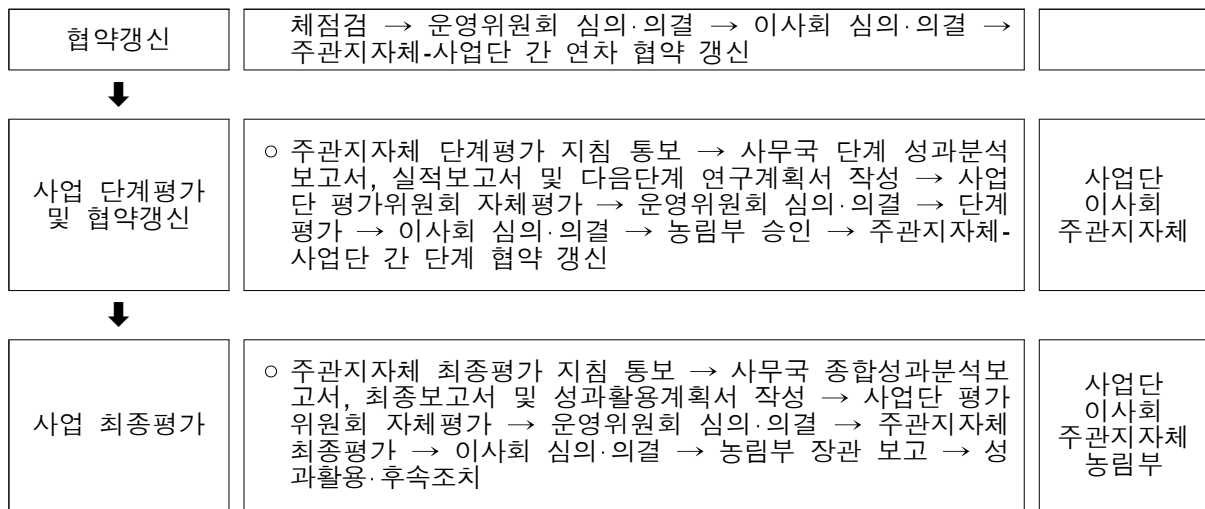 협약갱신
체점검 → 운영위원회 심의·의결 → 이사회 심의·의결 →
주관지자체-사업단 간 연차 협약 갱신
사업 단계평가
및 협약갱신
○ 주관지자체 단계평가 지침 통보 → 사무국 단계 성과분석
보고서, 실적보고서 및 다음단계 연구계획서 작성 → 사업
단 평가위원회 자체평가 → 운영위원회 심의·의결 → 단계
평가 → 이사회 심의·의결 → 농림부 승인 → 주관지자체-
사업단 간 단계 협약 갱신
사업단
이사회
주관지자체
사업 최종평가
○ 주관지자체 최종평가 지침 통보 → 사무국 종합성과분석보
고서, 최종보고서 및 성과활용계획서 작성 → 사업단 평가
위원회 자체평가 → 운영위원회 심의·의결 → 주관지자체
최종평가 → 이사회 심의·의결 → 농림부 장관 보고 → 성
과활용·후속조치
사업단
이사회
주관지자체
농림부